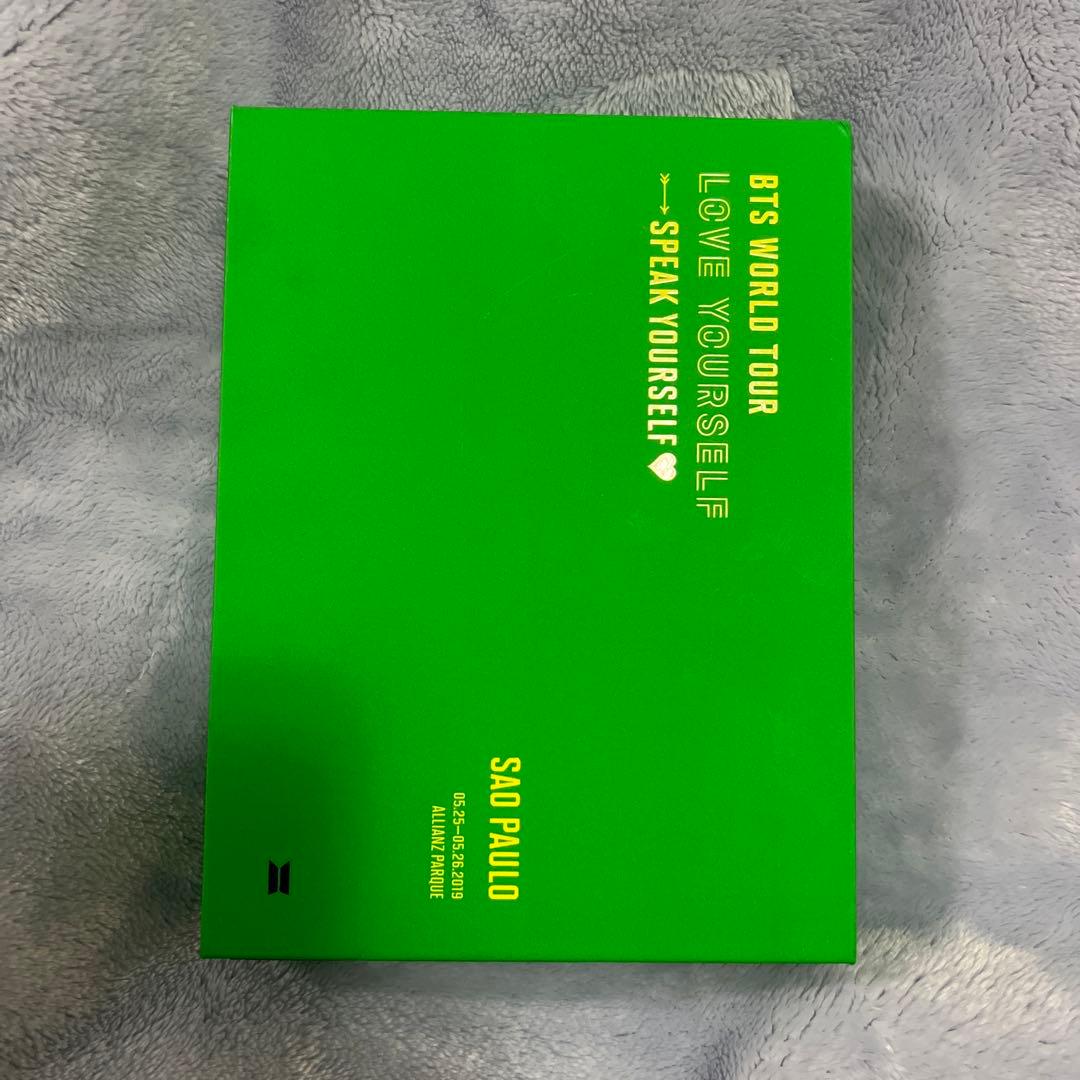 BTS WORLD TOUR
LOVE YOURSELF
SPEAK YOURSELF
SAO PAULO
05.25–05.26.2019
ALLIANZ PARQUE